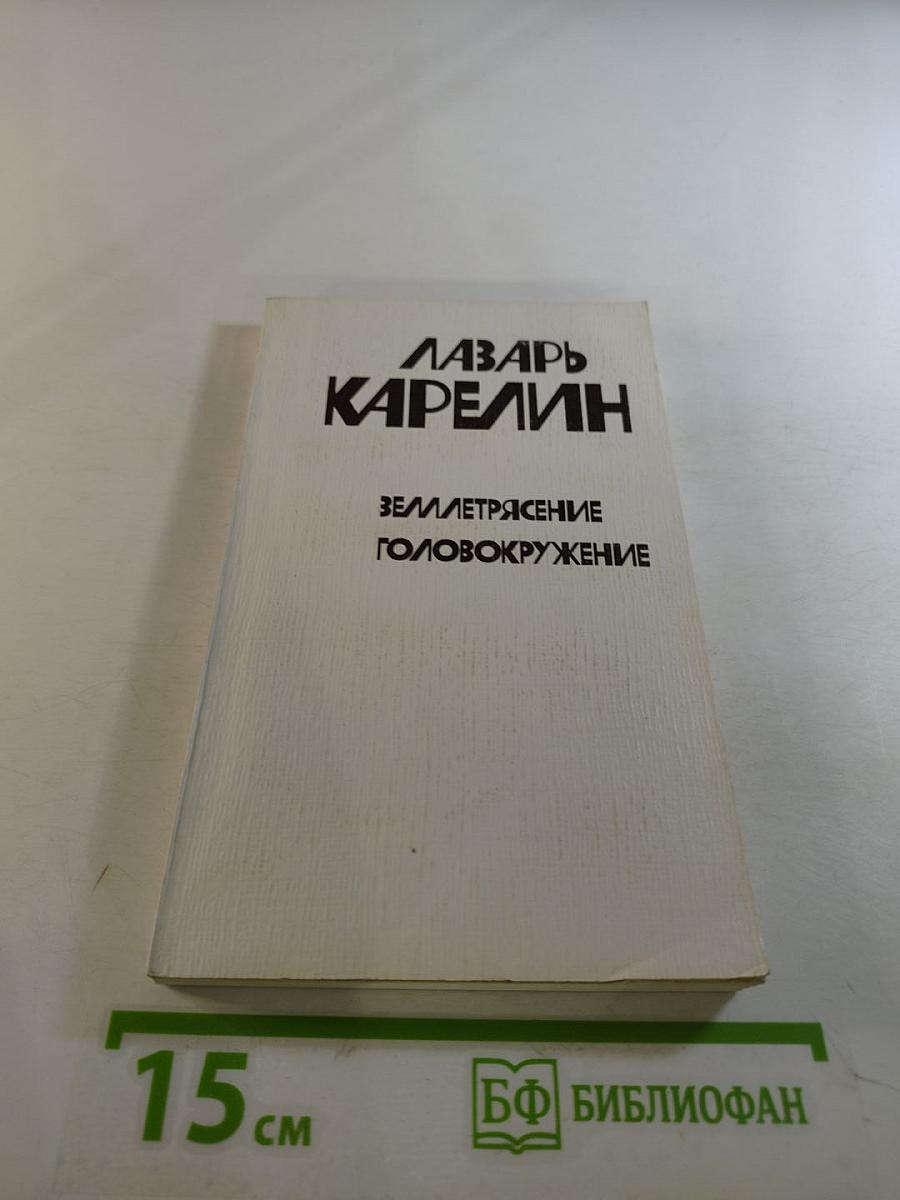 ЛАЗАРЬ
КАРЕЛИН
ЗЕМЛЕТРЯСЕНИЕ
ГОЛОВОКРУЖЕНИЕ
15 см
БФ БИБЛИОФАН